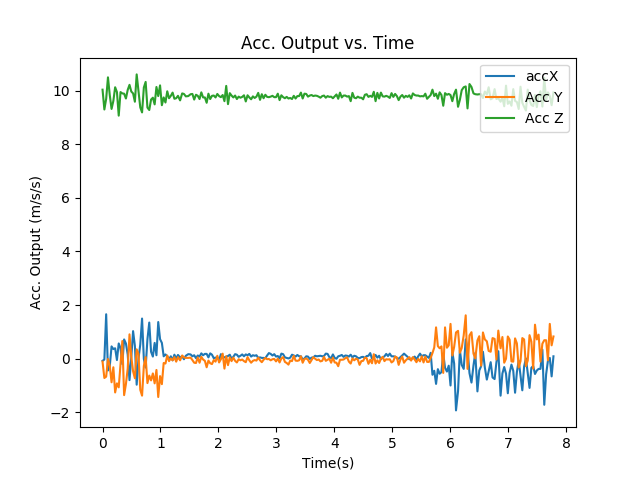 Acc. Output vs. Time
accX
Acc Y
Acc Z
Acc. Output (m/s/s)
10
8
6
4
2
0
−2
0 1 2 3 4 5 6 7 8
Time(s)